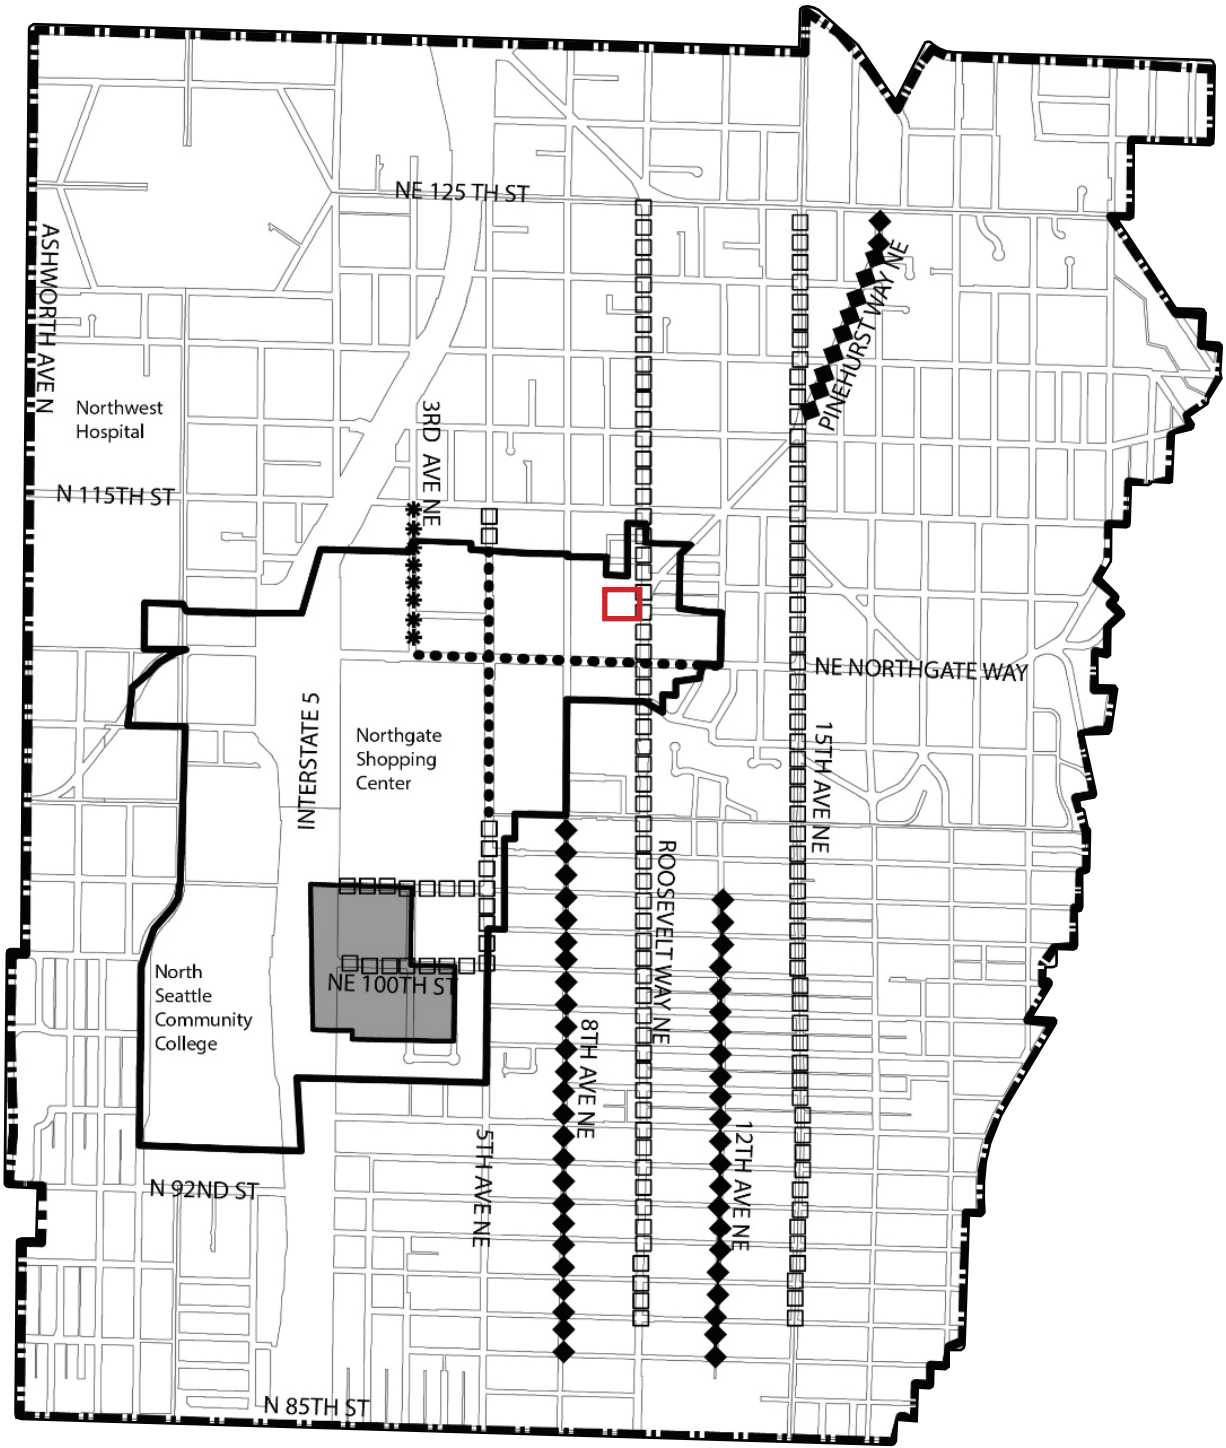 NE 125 TH ST
ASHWORTH AVE N
PINEHURST WAY NE
Northwest
Hospital
3RD AVE NE
N 115TH ST
NE NORTHGATE WAY
INTERSTATE 5
Northgate
Shopping
Center
15TH AVE NE
ROOSEVELT WAY NE
North
Seattle
Community
College
NE 100TH ST
8TH AVE NE
5TH AVE NE
12TH AVE NE
N 92ND ST
N 85TH ST